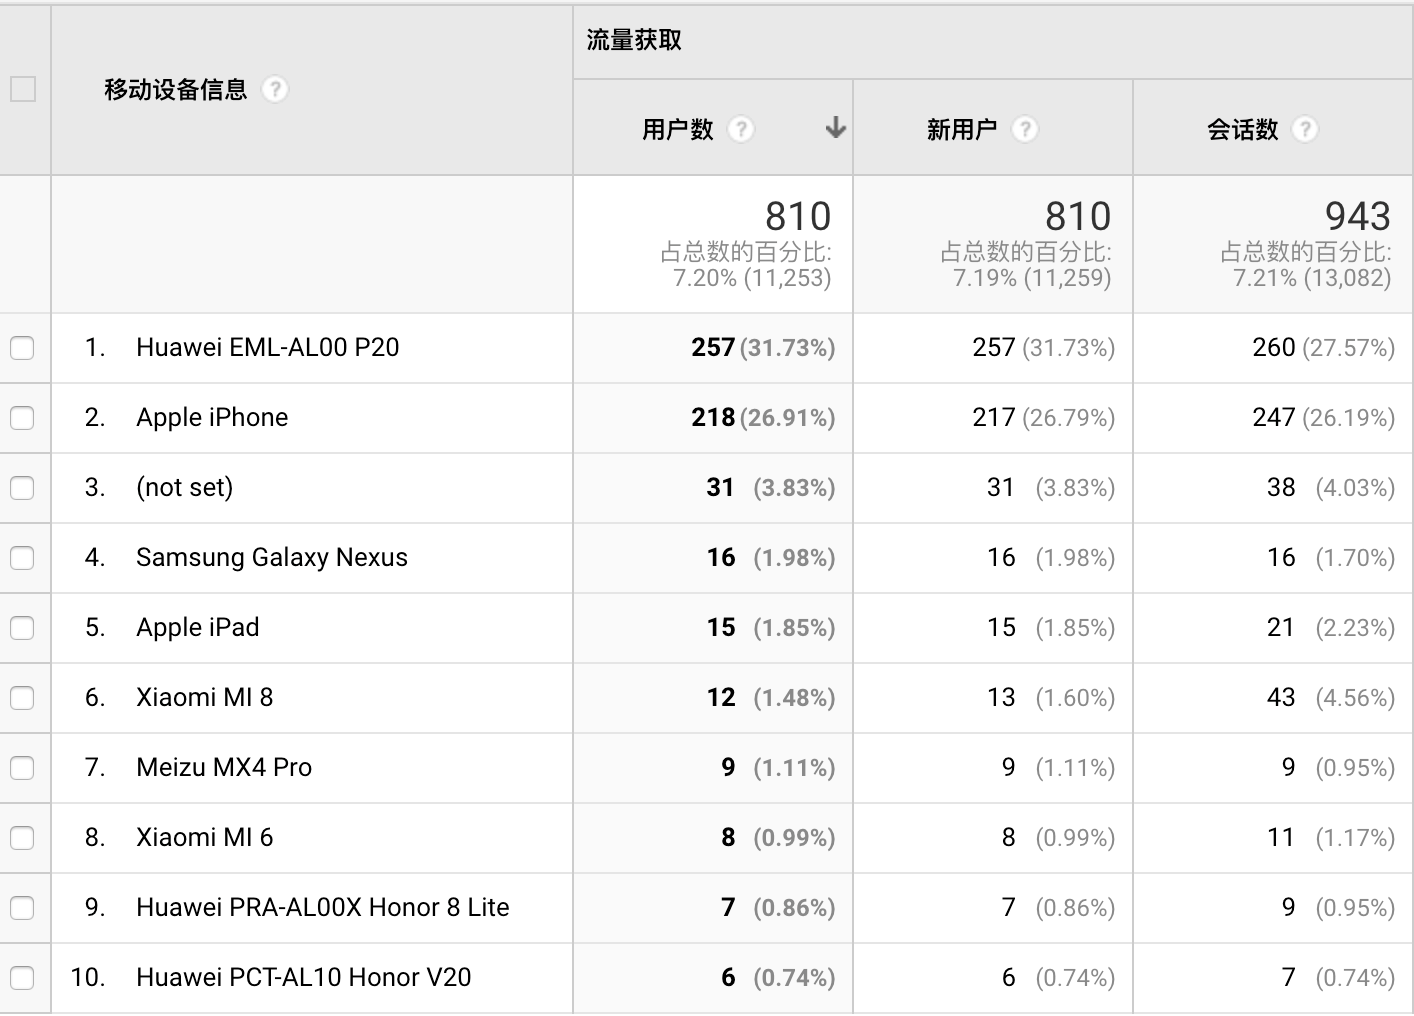 流量获取
移动设备信息 ?
用户数 ? 新用户 ? 会话数 ?
810 810 943
占总数的百分比: 占总数的百分比: 占总数的百分比:
7.20% (11,253) 7.19% (11,259) 7.21% (13,082)
1. Huawei EML-AL00 P20 257 (31.73%) 257 (31.73%) 260 (27.57%)
2. Apple iPhone 218 (26.91%) 217 (26.79%) 247 (26.19%)
3. (not set) 31 (3.83%) 31 (3.83%) 38 (4.03%)
4. Samsung Galaxy Nexus 16 (1.98%) 16 (1.98%) 16 (1.70%)
5. Apple iPad 15 (1.85%) 15 (1.85%) 21 (2.23%)
6. Xiaomi MI 8 12 (1.48%) 13 (1.60%) 43 (4.56%)
7. Meizu MX4 Pro 9 (1.11%) 9 (1.11%) 9 (0.95%)
8. Xiaomi MI 6 8 (0.99%) 8 (0.99%) 11 (1.17%)
9. Huawei PRA-AL00X Honor 8 Lite 7 (0.86%) 7 (0.86%) 9 (0.95%)
10. Huawei PCT-AL10 Honor V20 6 (0.74%) 6 (0.74%) 7 (0.74%)